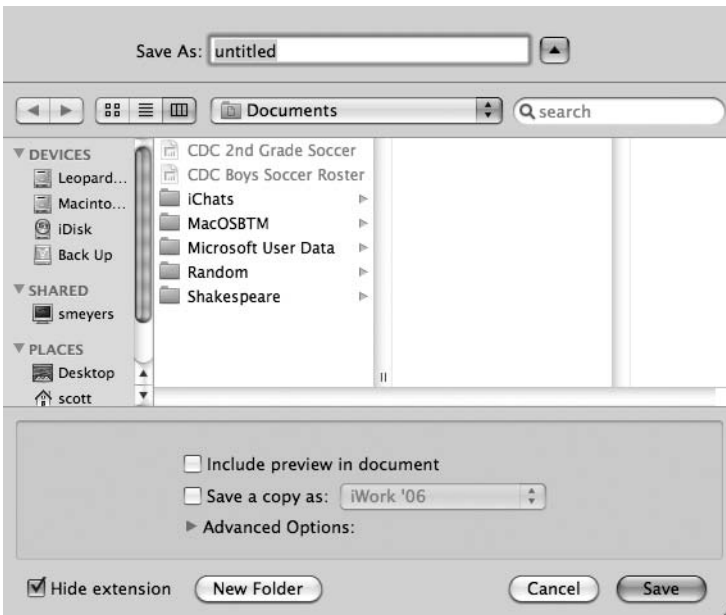 Save As: untitled
Documents
search
DEVICES
Leopard...
Macinto...
iDisk
Back Up
SHARED
smeyers
PLACES
Desktop
scott
CDC 2nd Grade Soccer
CDC Boys Soccer Roster
iChats
MacOSBTM
Microsoft User Data
Random
Shakespeare
Include preview in document
Save a copy as: iWork '06
Advanced Options:
Hide extension
New Folder
Cancel
Save